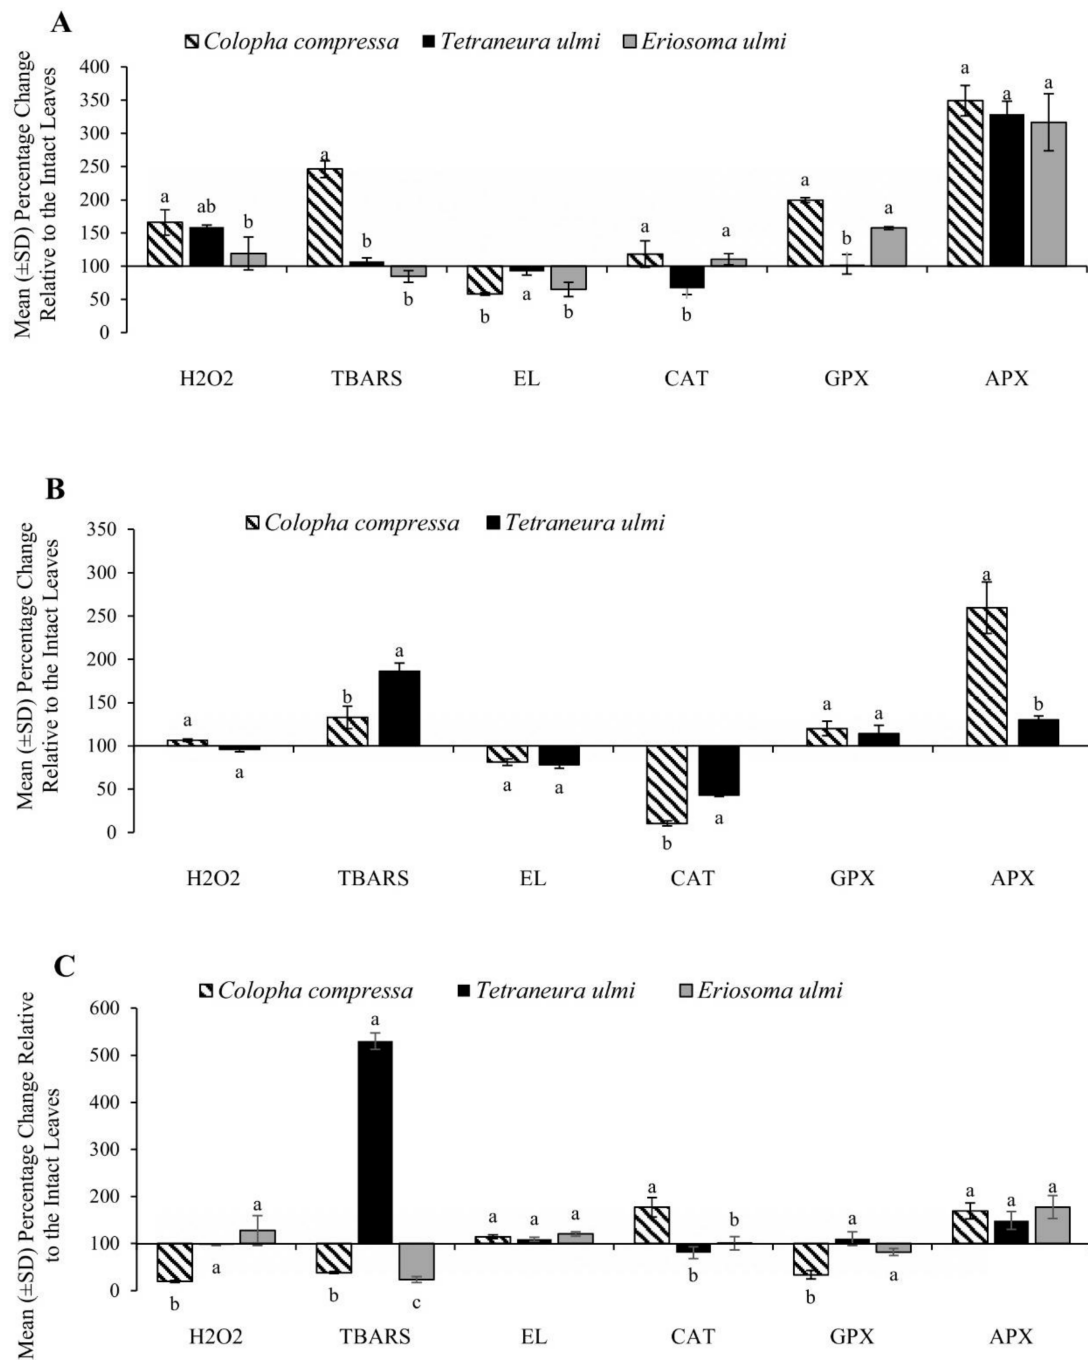 A
Colopha compressa Tetraneura ulmi Eriosoma ulmi
Mean (±SD) Percentage Change
Relative to the Intact Leaves
400
350
300
250
200
150
100
50
0
a ab b
a b b
b a b
a b a
a b a
a a a
H2O2 TBARS EL CAT GPX APX
B
Colopha compressa Tetraneura ulmi
Mean (±SD) Percentage Change
Relative to the Intact Leaves
350
300
250
200
150
100
50
0
a a
b a
a a
b a
a a
a b
H2O2 TBARS EL CAT GPX APX
C
Colopha compressa Tetraneura ulmi Eriosoma ulmi
Mean (±SD) Percentage Change Relative
to the Intact Leaves
600
500
400
300
200
100
0
b a a
b a c
a a a
a b b
b a a
a a a
H2O2 TBARS EL CAT GPX APX